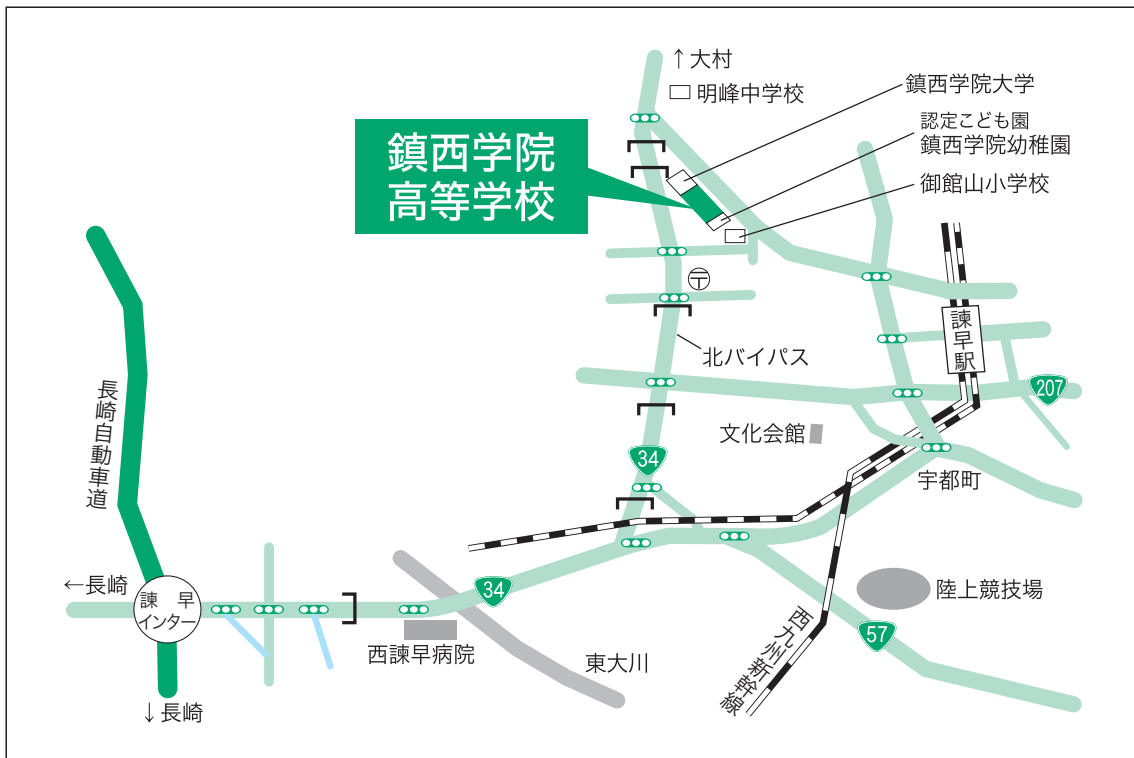 ↑大村
明峰中学校
鎮西学院大学
認定こども園
鎮西学院幼稚園
御館山小学校
鎮西学院
高等学校
〒
諫早駅
北バイパス
207
文化会館
34
宇都町
長崎自動車道
←長崎
諫早
インター
34
西諫早病院
東大川
陸上競技場
57
西九州新幹線
↓長崎